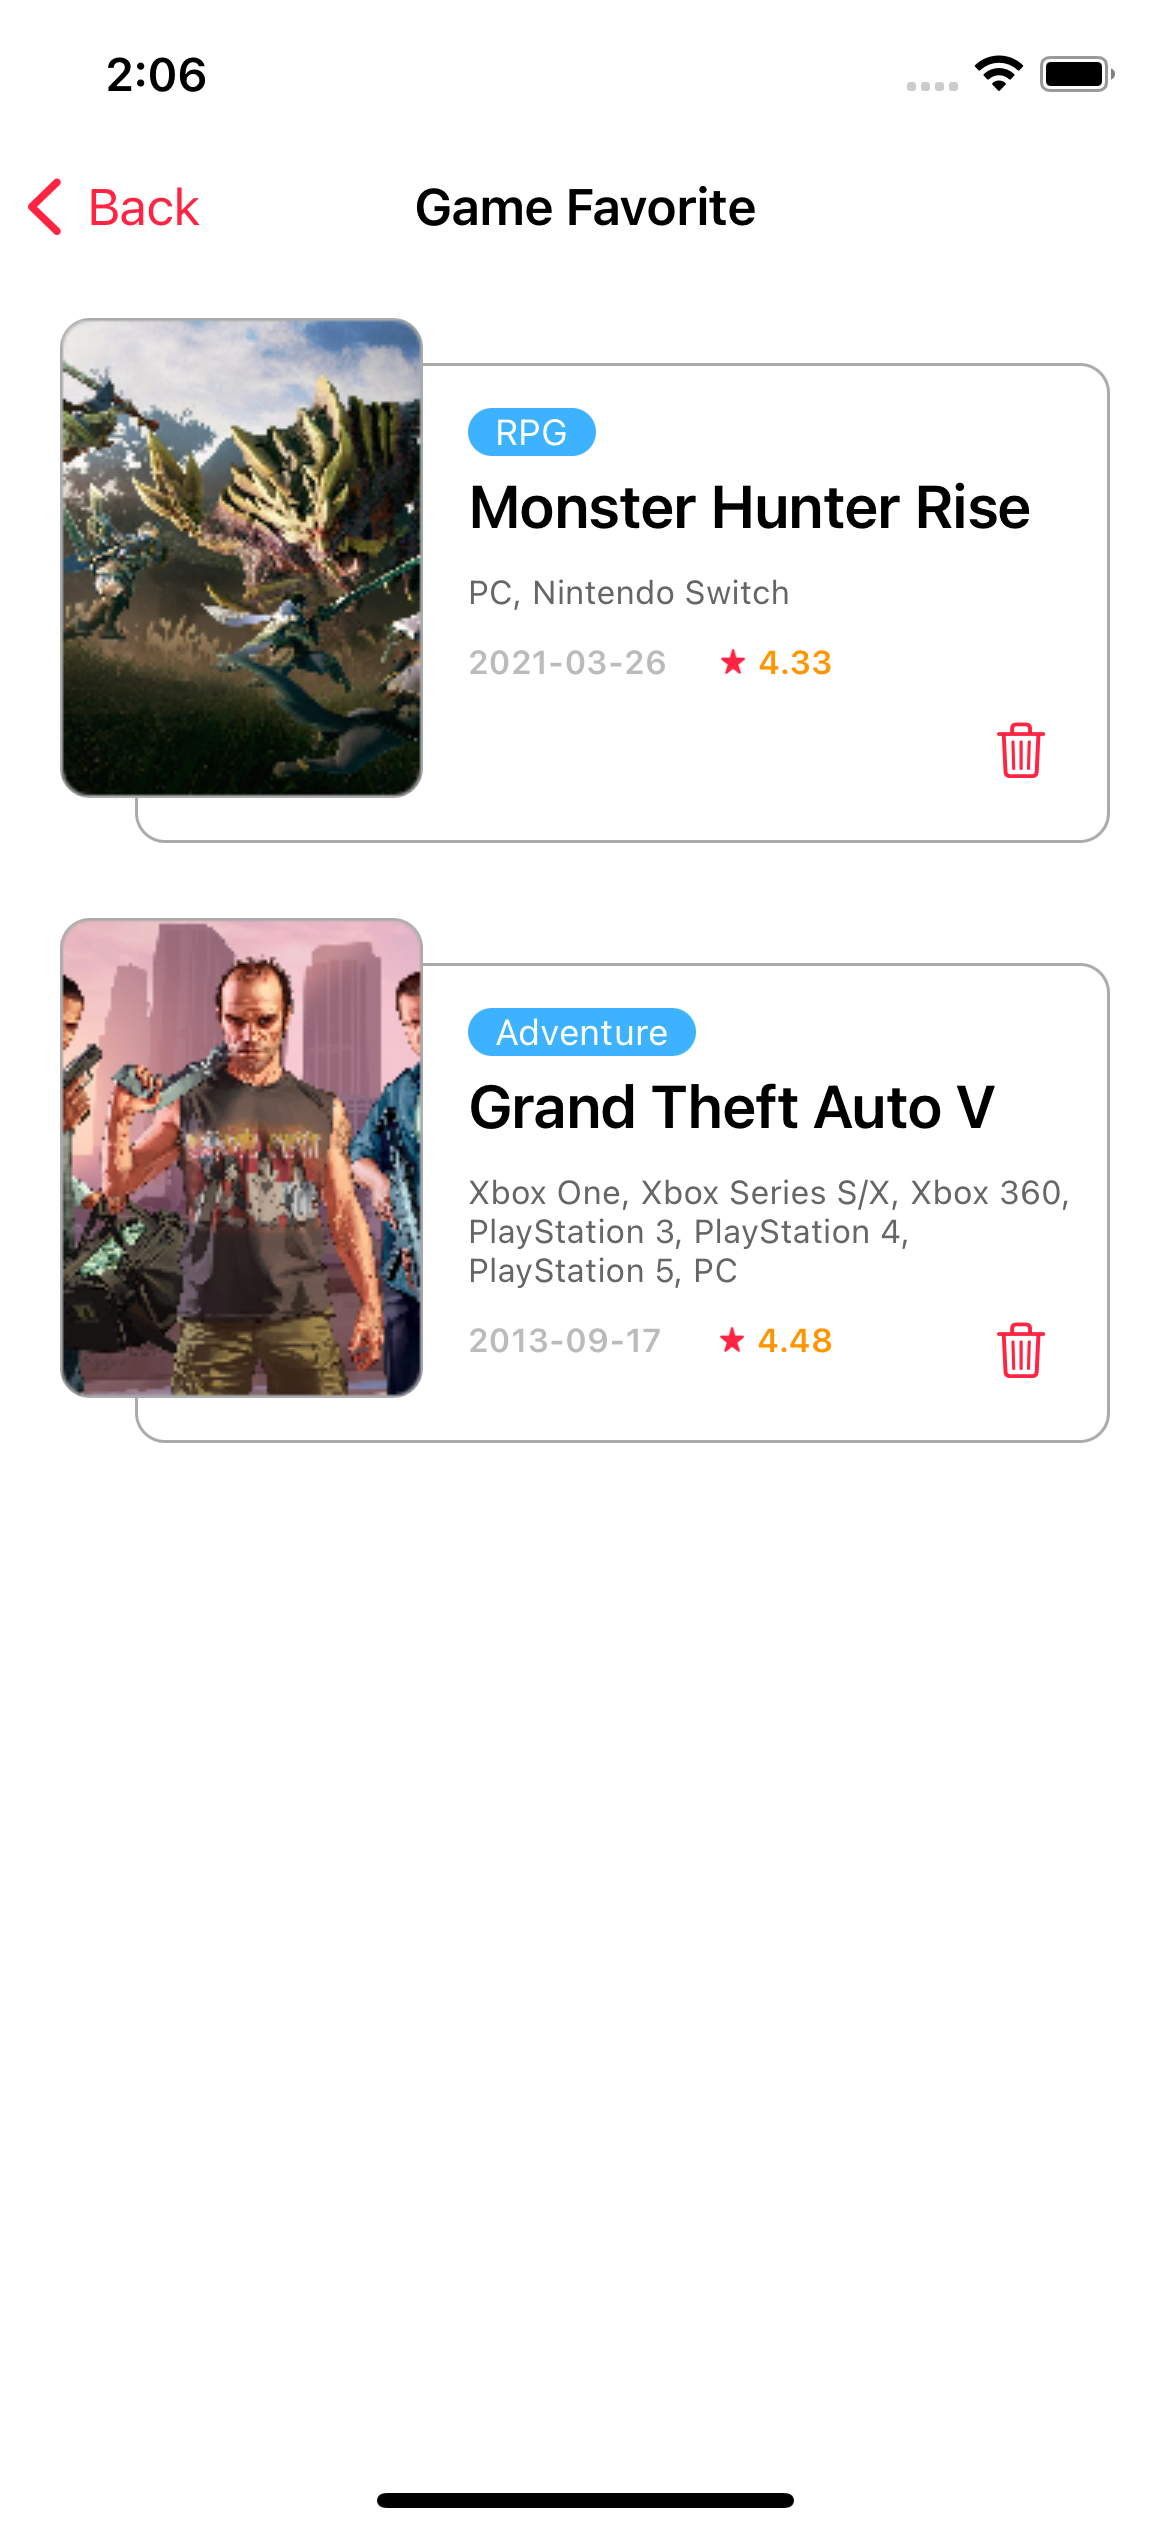 2:06
Back
Game Favorite
RPG
Monster Hunter Rise
PC, Nintendo Switch
2021-03-26 ★ 4.33
Adventure
Grand Theft Auto V
Xbox One, Xbox Series S/X, Xbox 360,
PlayStation 3, PlayStation 4,
PlayStation 5, PC
2013-09-17 ★ 4.48